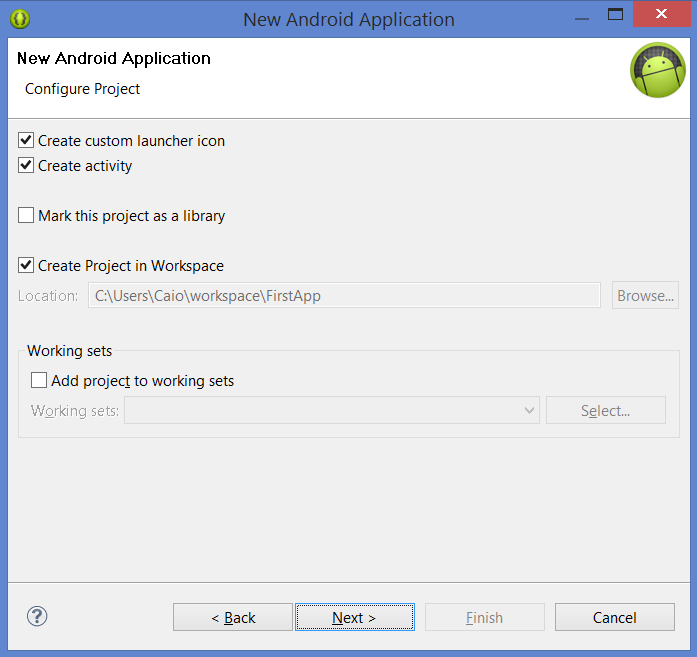 New Android Application
New Android Application
Configure Project
Create custom launcher icon
Create activity
Mark this project as a library
Create Project in Workspace
Location: C:\Users\Caio\workspace\FirstApp Browse...
Working sets
Add project to working sets
Working sets: Select...
? < Back Next > Finish Cancel